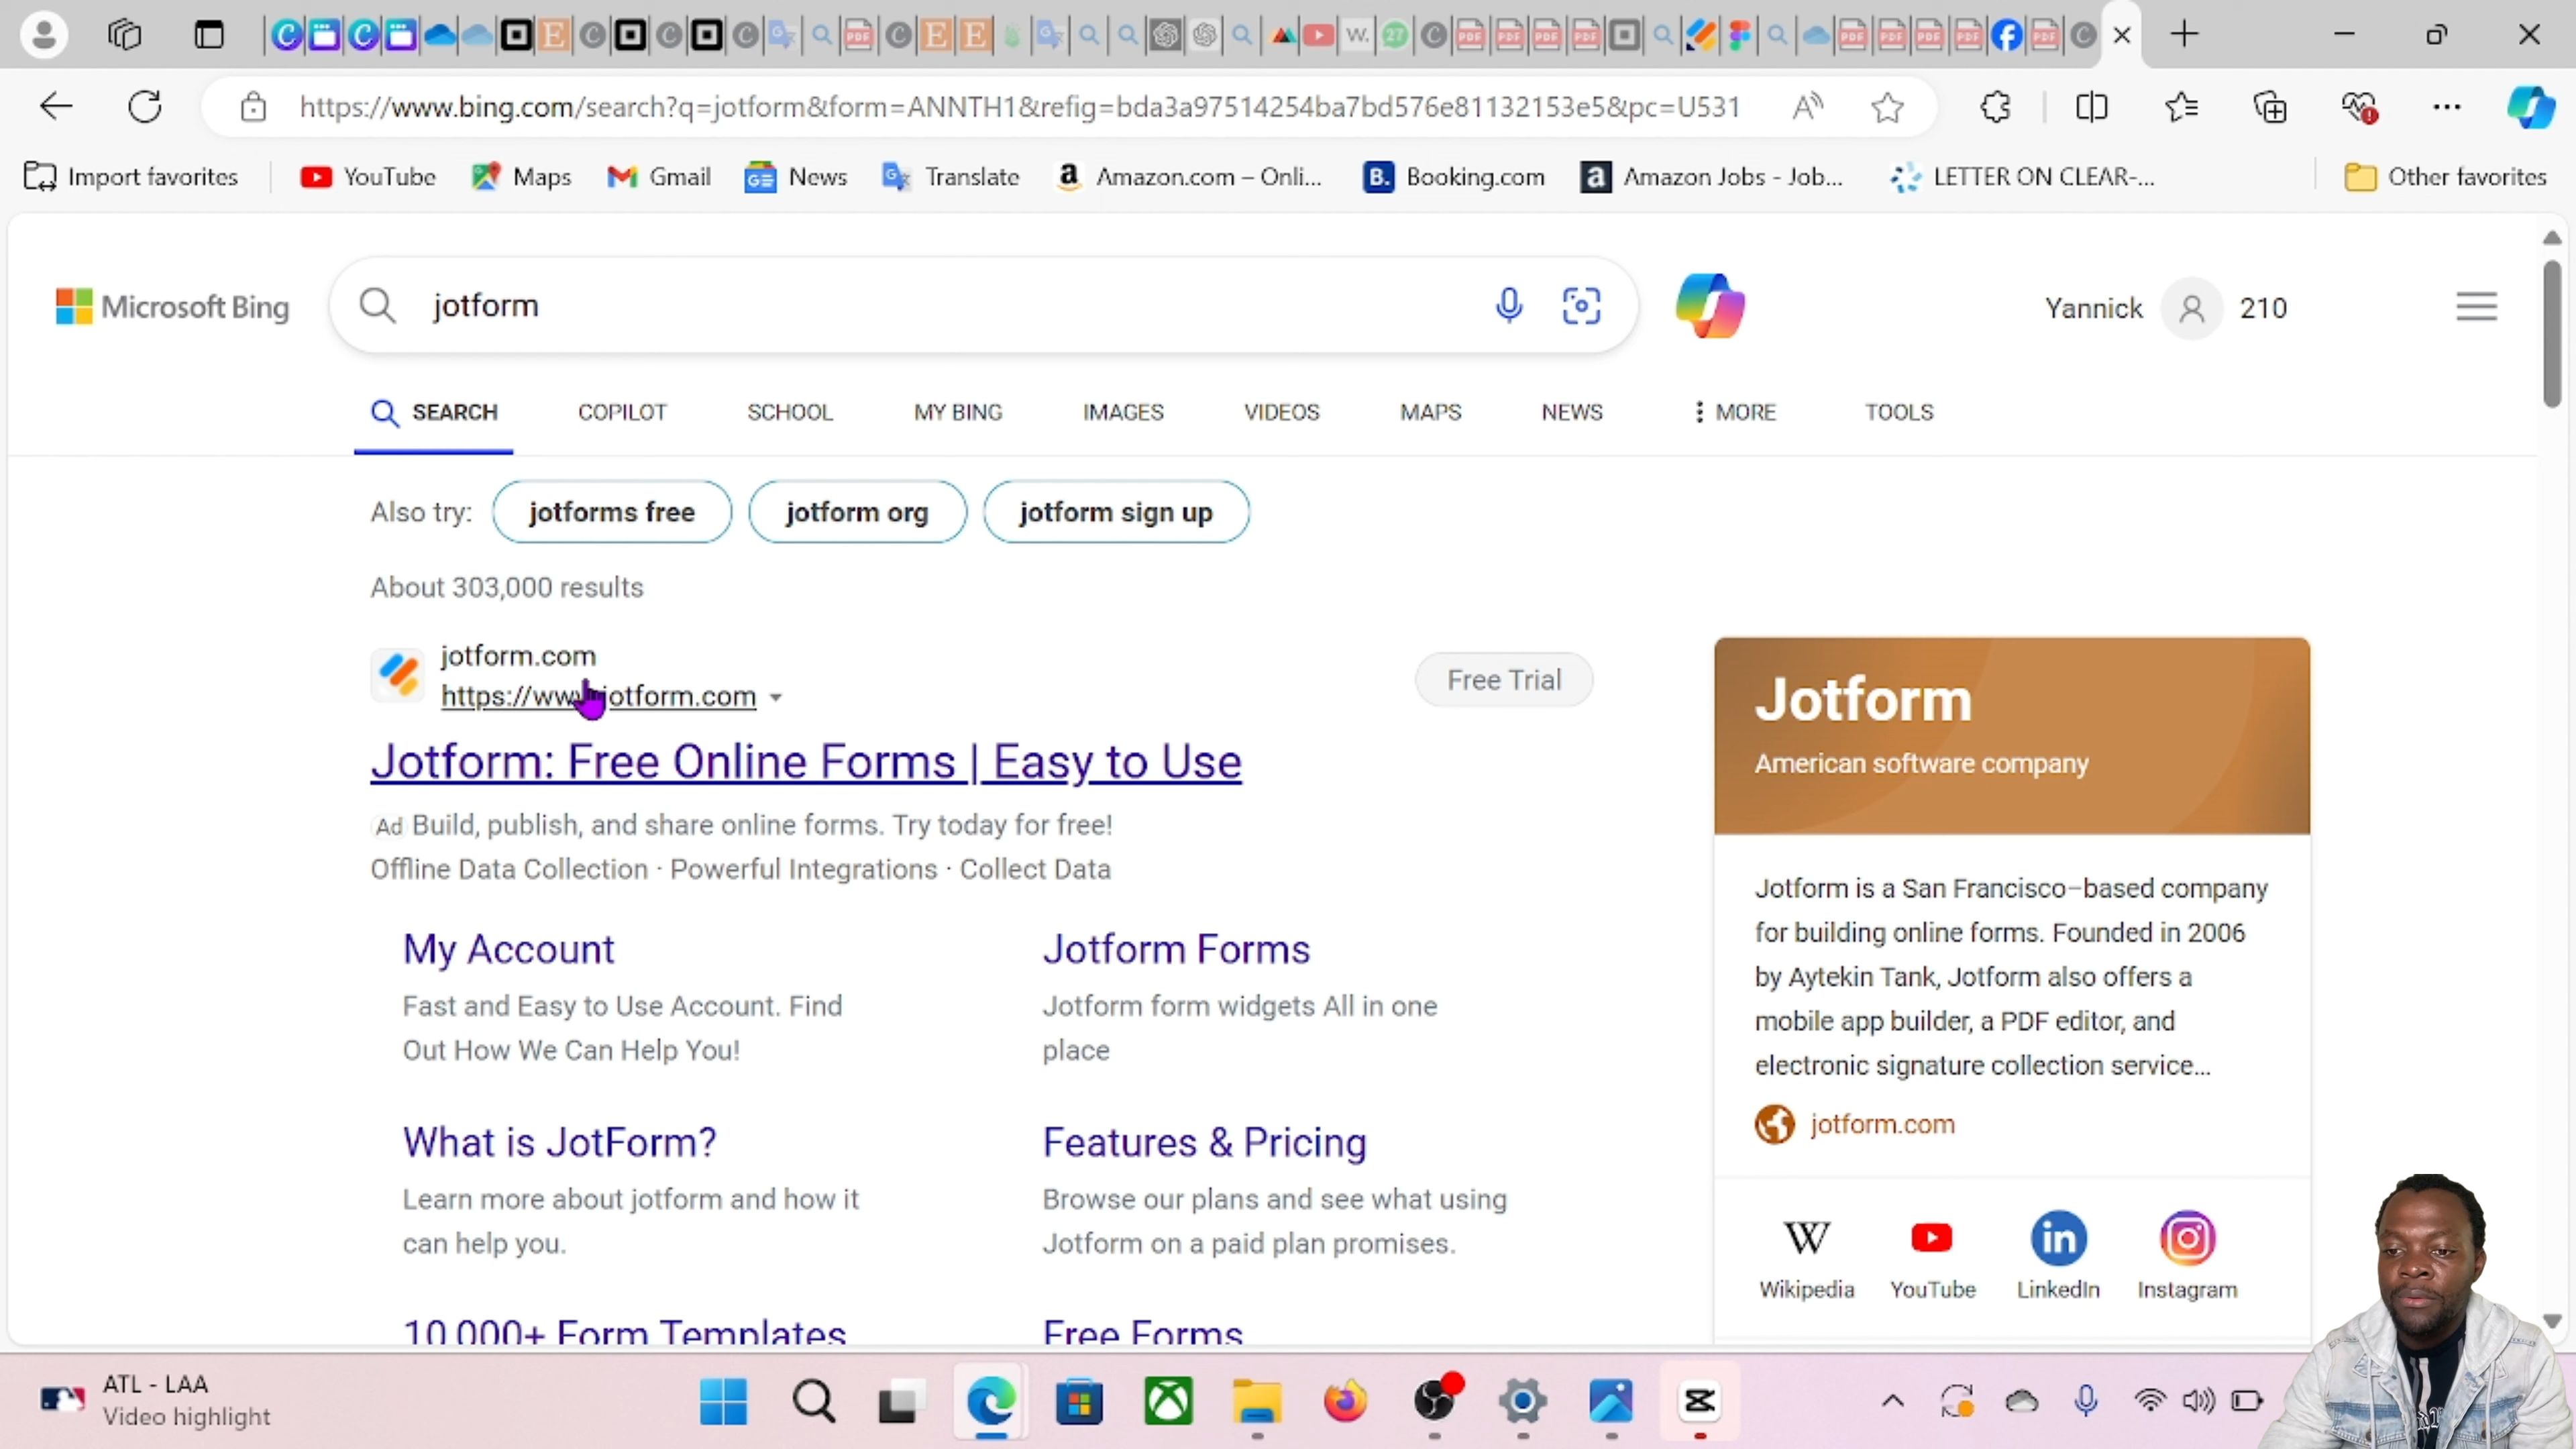 https://www.bing.com/search?q=jotform&form=ANNTH1&refig=bda3a97514254ba7bd576e81132153e5&pc=U531
Import favorites
YouTube
Maps
Gmail
News
Translate
Amazon.com – Onli...
Booking.com
Amazon Jobs - Job...
LETTER ON CLEAR-...
Other favorites
Microsoft Bing
jotform
Yannick
210
SEARCH
COPILOT
SCHOOL
MY BING
IMAGES
VIDEOS
MAPS
NEWS
MORE
TOOLS
Also try:
jotforms free
jotform org
jotform sign up
About 303,000 results
jotform.com
https://www.jotform.com
Free Trial
Jotform: Free Online Forms | Easy to Use
Ad Build, publish, and share online forms. Try today for free!
Offline Data Collection · Powerful Integrations · Collect Data
My Account
Fast and Easy to Use Account. Find
Out How We Can Help You!
Jotform Forms
Jotform form widgets All in one
place
What is JotForm?
Learn more about jotform and how it
can help you.
Features & Pricing
Browse our plans and see what using
Jotform on a paid plan promises.
10,000+ Form Templates
Free Forms
Jotform
American software company
Jotform is a San Francisco–based company
for building online forms. Founded in 2006
by Aytekin Tank, Jotform also offers a
mobile app builder, a PDF editor, and
electronic signature collection service...
jotform.com
Wikipedia
YouTube
LinkedIn
Instagram
ATL - LAA
Video highlight